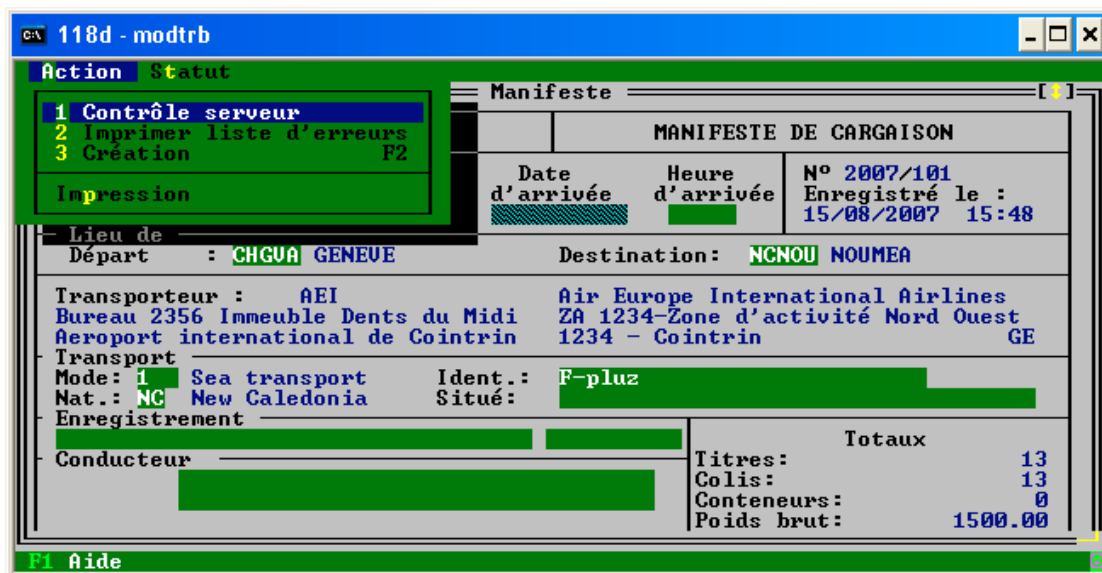 118d - modtrb
Action Statut
Manifeste
1 Contrôle serveur
2 Imprimer liste d'erreurs
3 Création F2
Impression
MANIFESTE DE CARGAISON
Date d'arrivée
Heure d'arrivée
Nº 2007/101
Enregistré le :
15/08/2007 15:48
Lieu de
Départ : CHGVA GENEVE Destination: NCNOU NOUMEA
Transporteur : AEI Air Europe International Airlines
Bureau 2356 Immeuble Dents du Midi ZA 1234-Zone d'activité Nord Ouest
Aeroport international de Cointrin 1234 - Cointrin GE
Transport
Mode: 1 Sea transport Ident.: F-pluz
Nat.: NC New Caledonia Situé:
Enregistrement
Totaux
Conducteur
Titres: 13
Colis: 13
Conteneurs: 0
Poids brut: 1500.00
F1 Aide